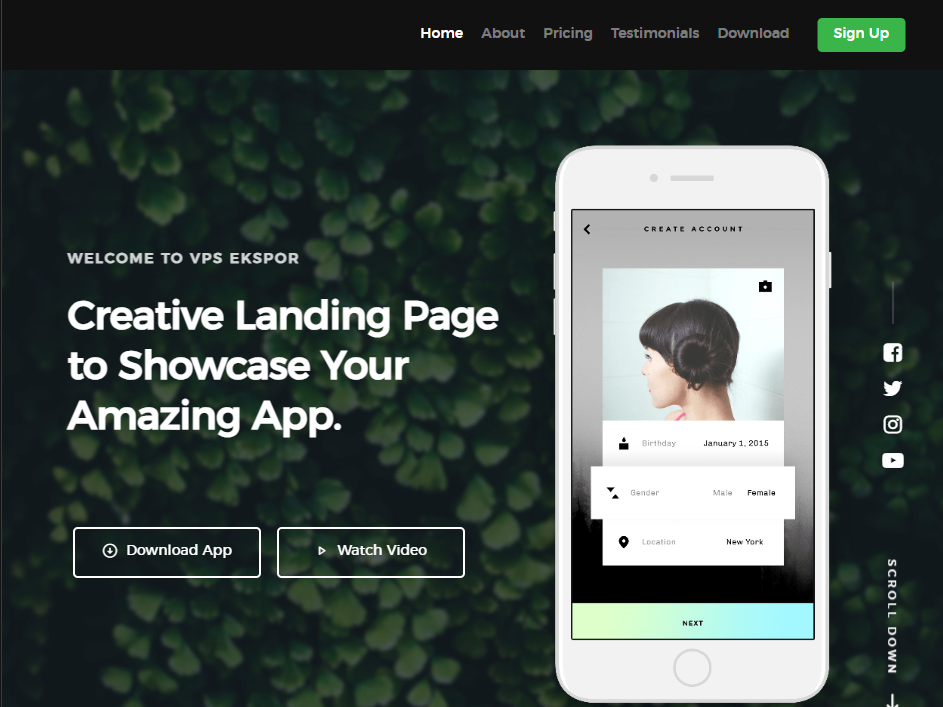 Home About Pricing Testimonials Download Sign Up
WELCOME TO VPS EKSPOR
Creative Landing Page
to Showcase Your
Amazing App.
Download App Watch Video
CREATE ACCOUNT
Birthday January 1, 2015
Gender Male Female
Location New York
NEXT
SCROLL DOWN